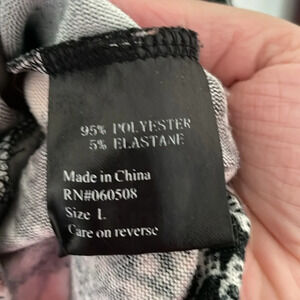 95% POLYESTER
5% ELASTANE
Made in China
RN#060508
Size L
Care on reverse